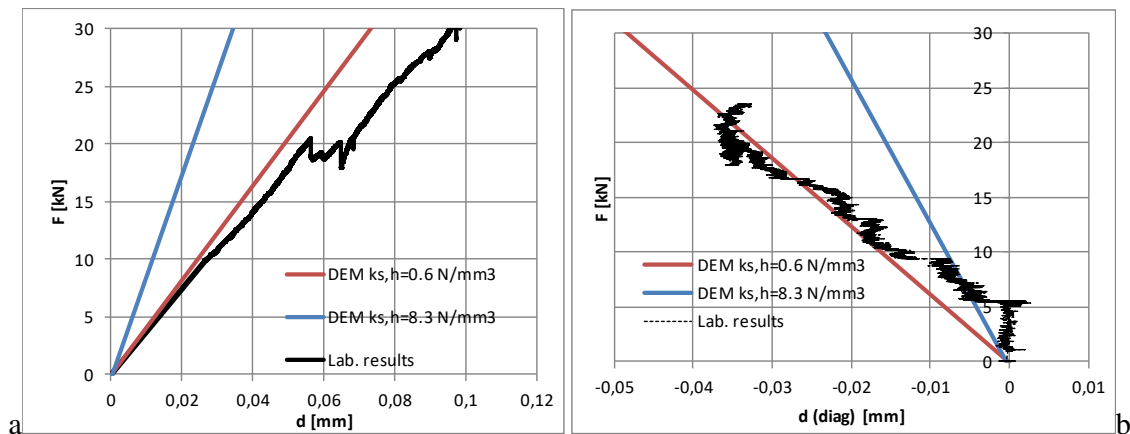 30
25
20
15
10
5
0
F [kN]
0
0,02
0,04
0,06
0,08
0,1
0,12
d [mm]
DEM ks,h=0.6 N/mm3
DEM ks,h=8.3 N/mm3
Lab. results
a
30
25
20
15
10
5
0
F [kN]
-0,05
-0,04
-0,03
-0,02
-0,01
0
0,01
d (diag) [mm]
DEM ks,h=0.6 N/mm3
DEM ks,h=8.3 N/mm3
Lab. results
b